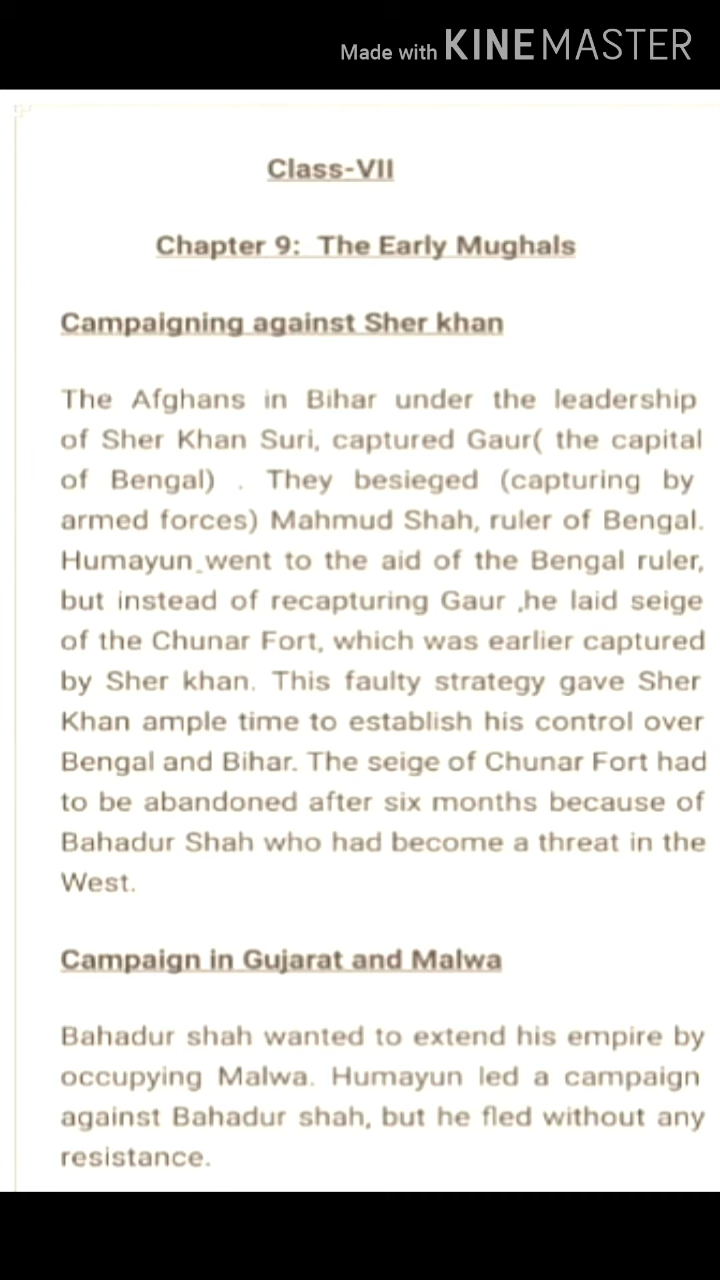 Made with KINEMASTER
Class-VII
Chapter 9: The Early Mughals
Campaigning against Sher khan
The Afghans in Bihar under the leadership
of Sher Khan Suri, captured Gaur( the capital
of Bengal) . They besieged (capturing by
armed forces) Mahmud Shah, ruler of Bengal.
Humayun went to the aid of the Bengal ruler,
but instead of recapturing Gaur ,he laid seige
of the Chunar Fort, which was earlier captured
by Sher khan. This faulty strategy gave Sher
Khan ample time to establish his control over
Bengal and Bihar. The seige of Chunar Fort had
to be abandoned after six months because of
Bahadur Shah who had become a threat in the
West.
Campaign in Gujarat and Malwa
Bahadur shah wanted to extend his empire by
occupying Malwa. Humayun led a campaign
against Bahadur shah, but he fled without any
resistance.